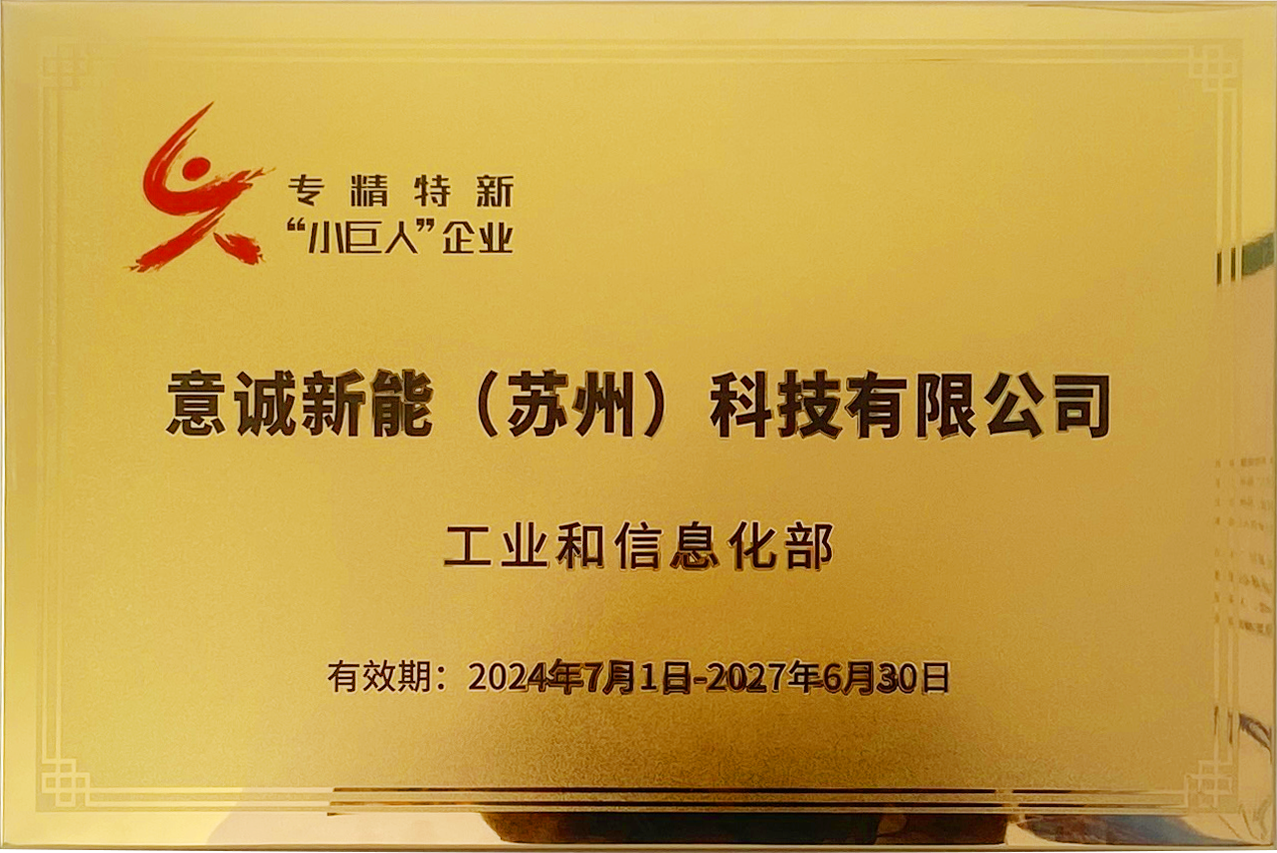 专精特新
“小巨人”企业
意诚新能（苏州）科技有限公司
工业和信息化部
有效期：2024年7月1日-2027年6月30日